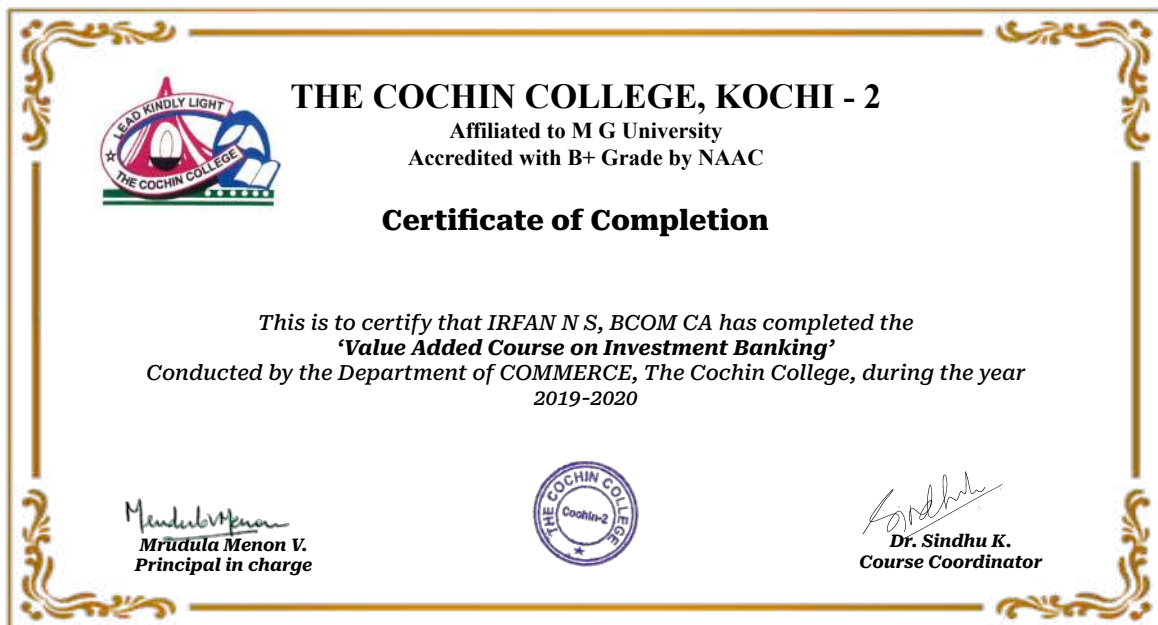 LEAD KINDLY LIGHT
THE COCHIN COLLEGE
THE COCHIN COLLEGE, KOCHI - 2
Affiliated to M G University
Accredited with B+ Grade by NAAC
Certificate of Completion
This is to certify that IRFAN N S, BCOM CA has completed the
‘Value Added Course on Investment Banking’
Conducted by the Department of COMMERCE, The Cochin College, during the year
2019-2020
THE COCHIN COLLEGE
Cochin-2
Mrudula Menon
Mrudula Menon V.
Principal in charge
Sindhu
Dr. Sindhu K.
Course Coordinator